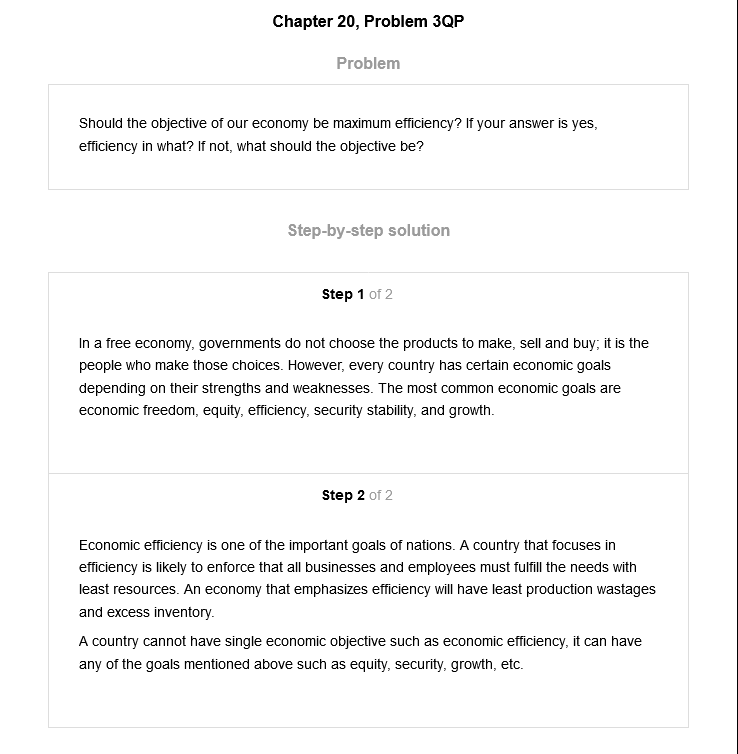 Chapter 20, Problem 3QP
Problem
Should the objective of our economy be maximum efficiency? If your answer is yes,
efficiency in what? If not, what should the objective be?
Step-by-step solution
Step 1 of 2
In a free economy, governments do not choose the products to make, sell and buy; it is the
people who make those choices. However, every country has certain economic goals
depending on their strengths and weaknesses. The most common economic goals are
economic freedom, equity, efficiency, security stability, and growth.
Step 2 of 2
Economic efficiency is one of the important goals of nations. A country that focuses in
efficiency is likely to enforce that all businesses and employees must fulfill the needs with
least resources. An economy that emphasizes efficiency will have least production wastages
and excess inventory.
A country cannot have single economic objective such as economic efficiency, it can have
any of the goals mentioned above such as equity, security, growth, etc.